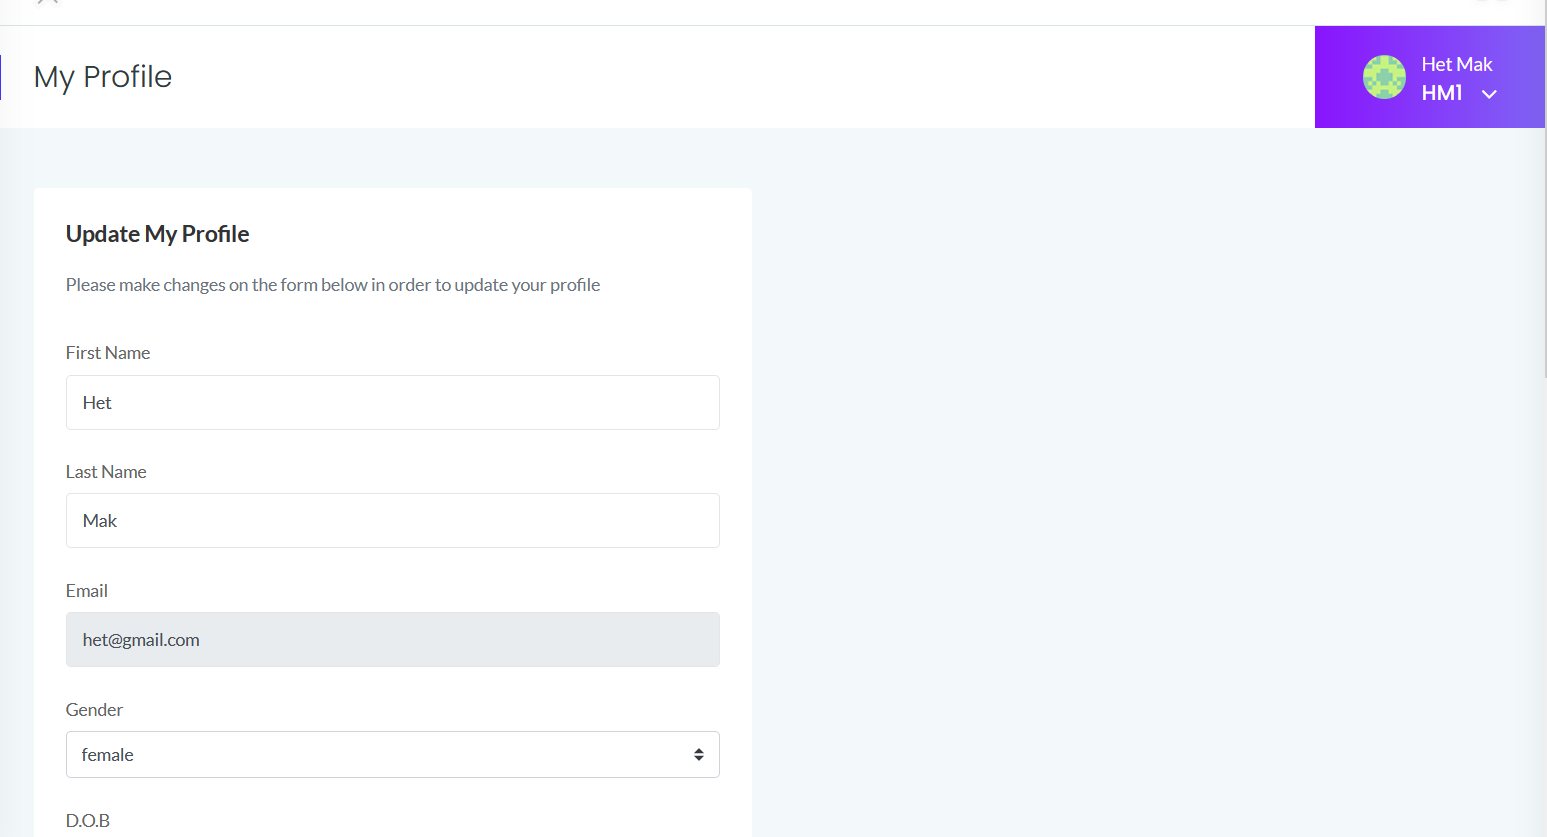 My Profile
Het Mak
HM1
Update My Profile
Please make changes on the form below in order to update your profile
First Name
Het
Last Name
Mak
Email
het@gmail.com
Gender
female
D.O.B